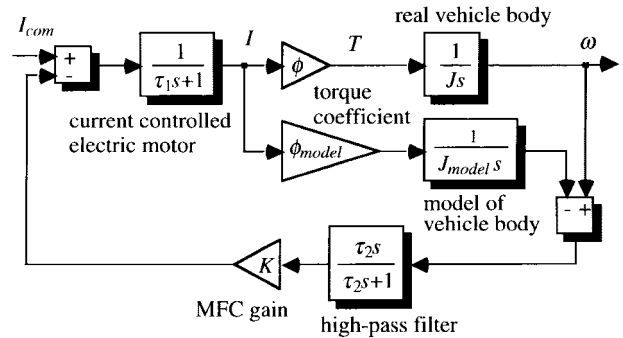 real vehicle body
I_com
+
-
1
τ₁s+1
I
ϕ
T
1
Js
ω
current controlled
electric motor
torque
coefficient
ϕ_model
1
J_model s
- +
model of
vehicle body
K
τ₂s
τ₂s+1
MFC gain
high-pass filter